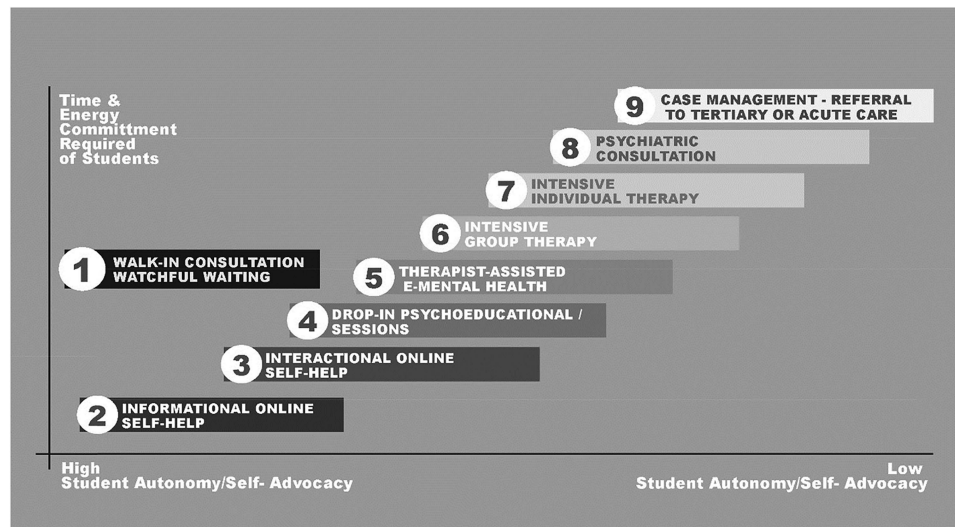 Time &
Energy
Committment
Required
of Students
9 CASE MANAGEMENT - REFERRAL
TO TERTIARY OR ACUTE CARE
8 PSYCHIATRIC
CONSULTATION
7 INTENSIVE
INDIVIDUAL THERAPY
6 INTENSIVE
GROUP THERAPY
1 WALK-IN CONSULTATION
WATCHFUL WAITING
5 THERAPIST-ASSISTED
E-MENTAL HEALTH
4 DROP-IN PSYCHOEDUCATIONAL /
SESSIONS
3 INTERACTIONAL ONLINE
SELF-HELP
2 INFORMATIONAL ONLINE
SELF-HELP
High
Student Autonomy/Self- Advocacy
Low
Student Autonomy/Self- Advocacy